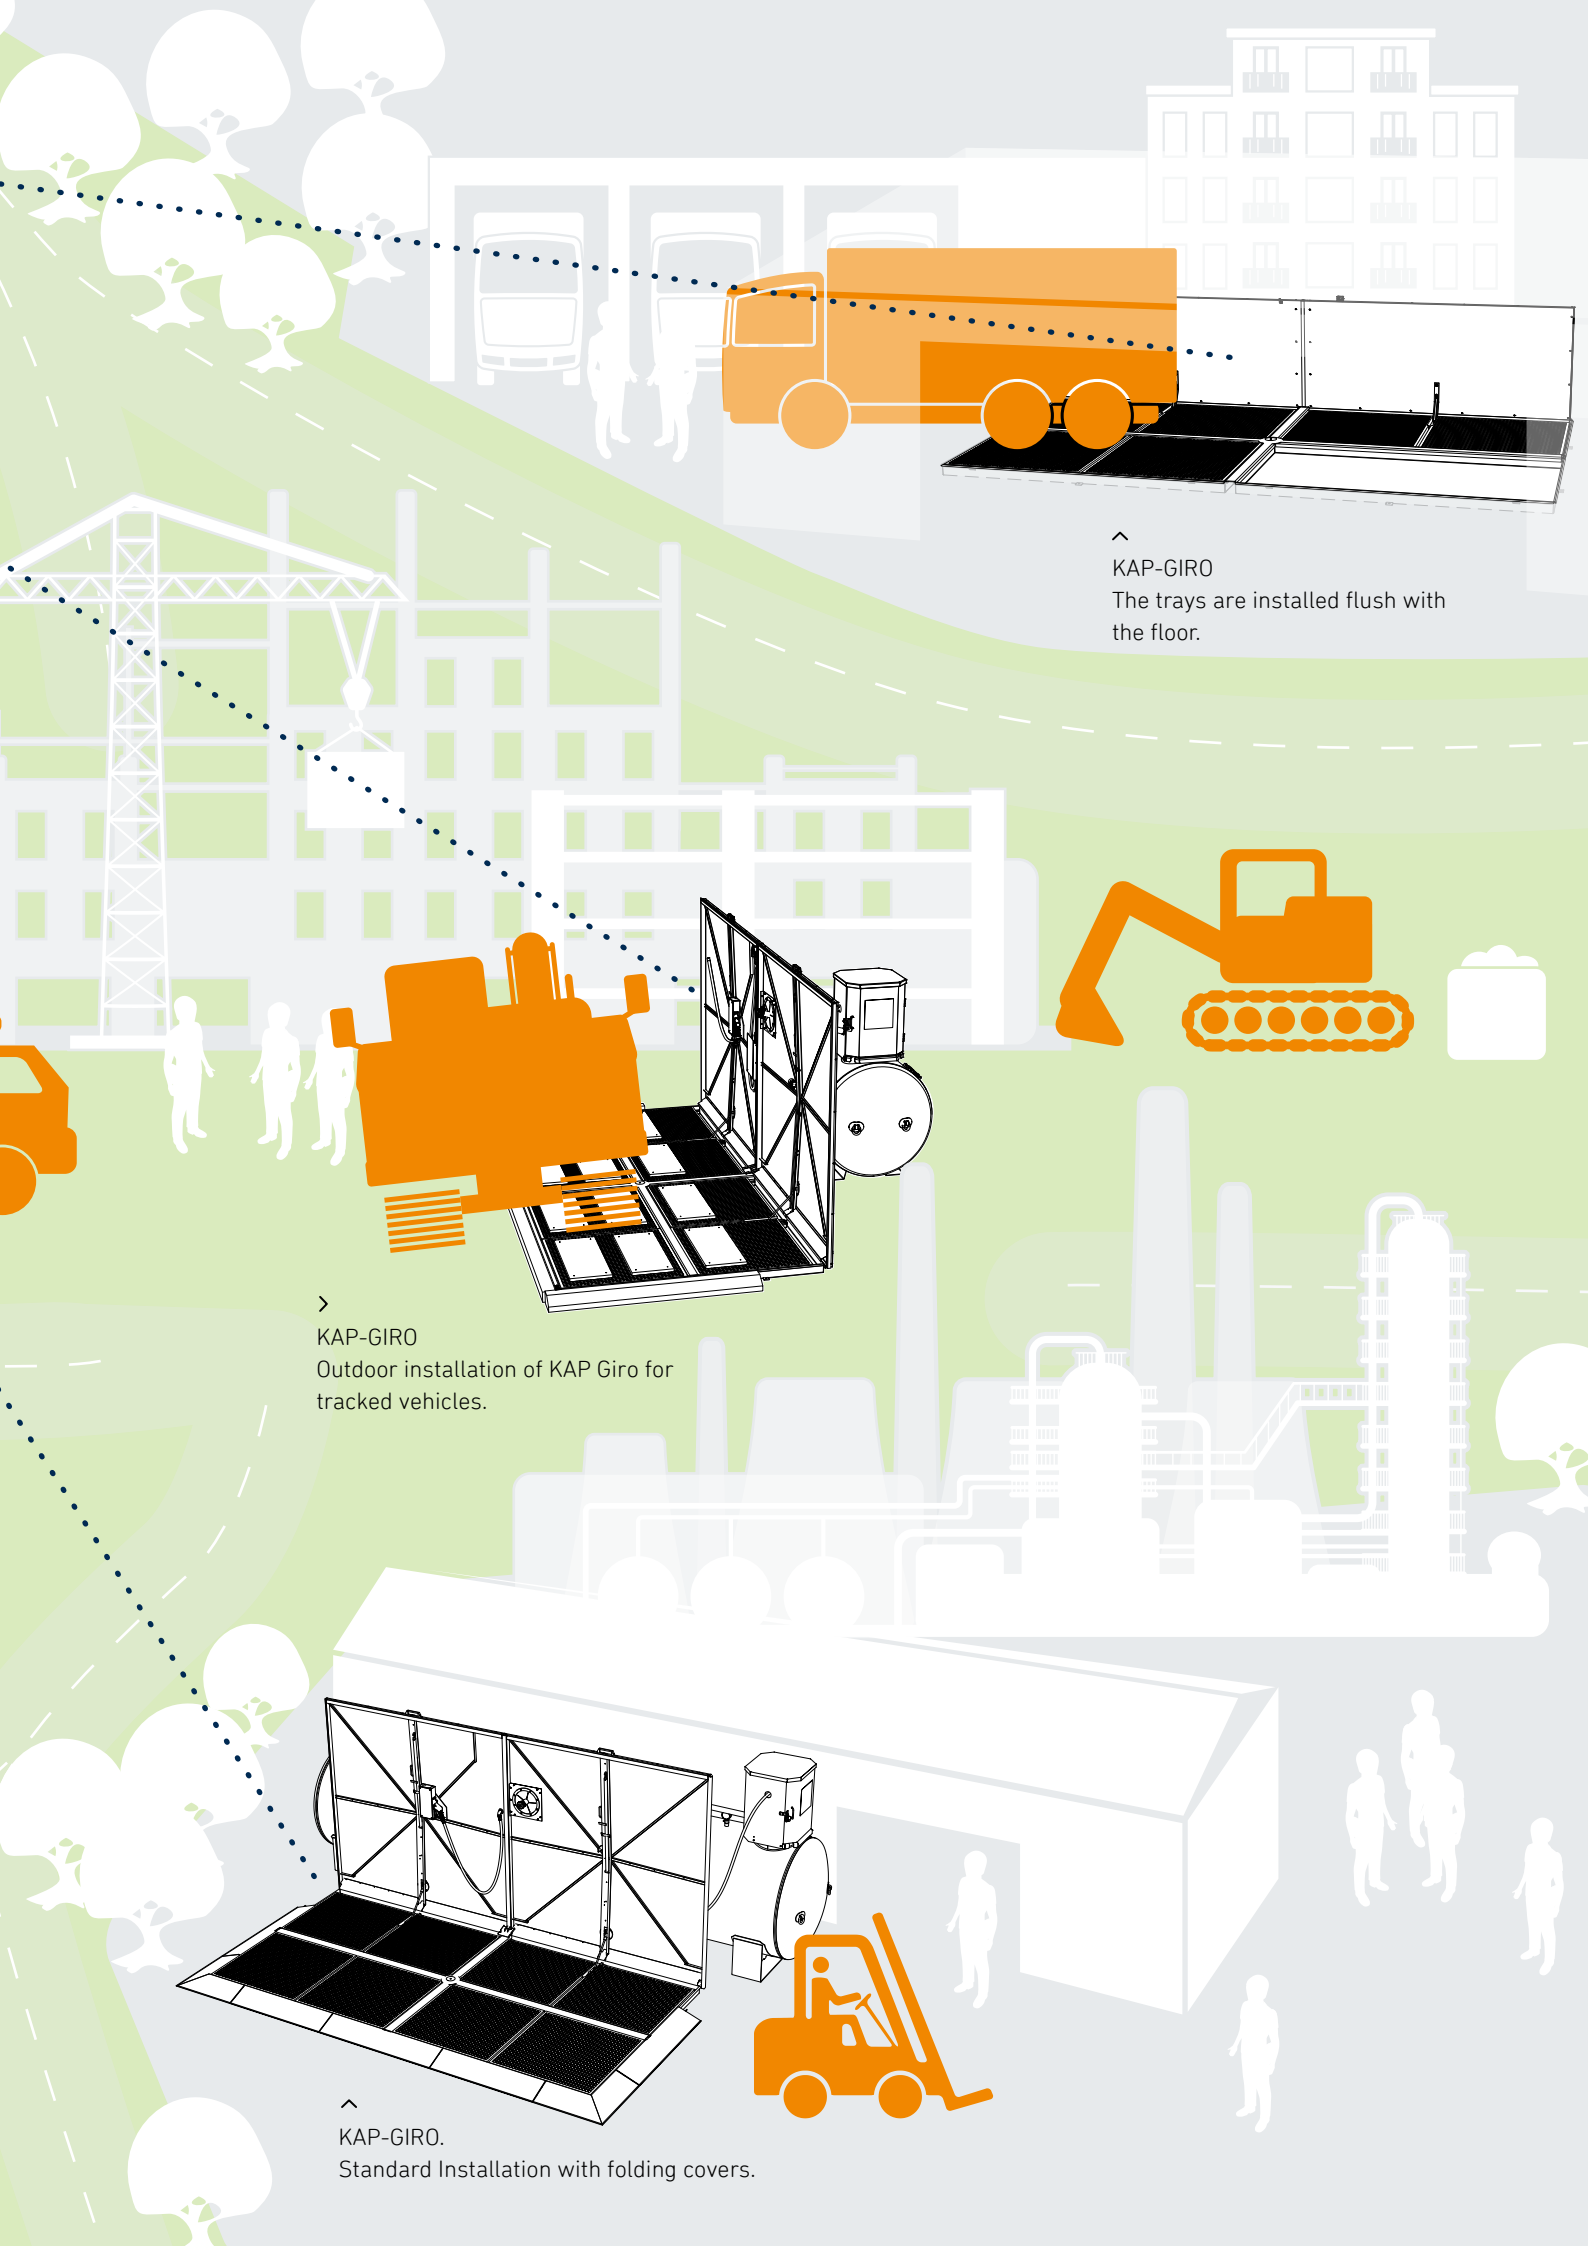 KAP-GIRO
The trays are installed flush with
the floor.
KAP-GIRO
Outdoor installation of KAP Giro for
tracked vehicles.
KAP-GIRO.
Standard Installation with folding covers.